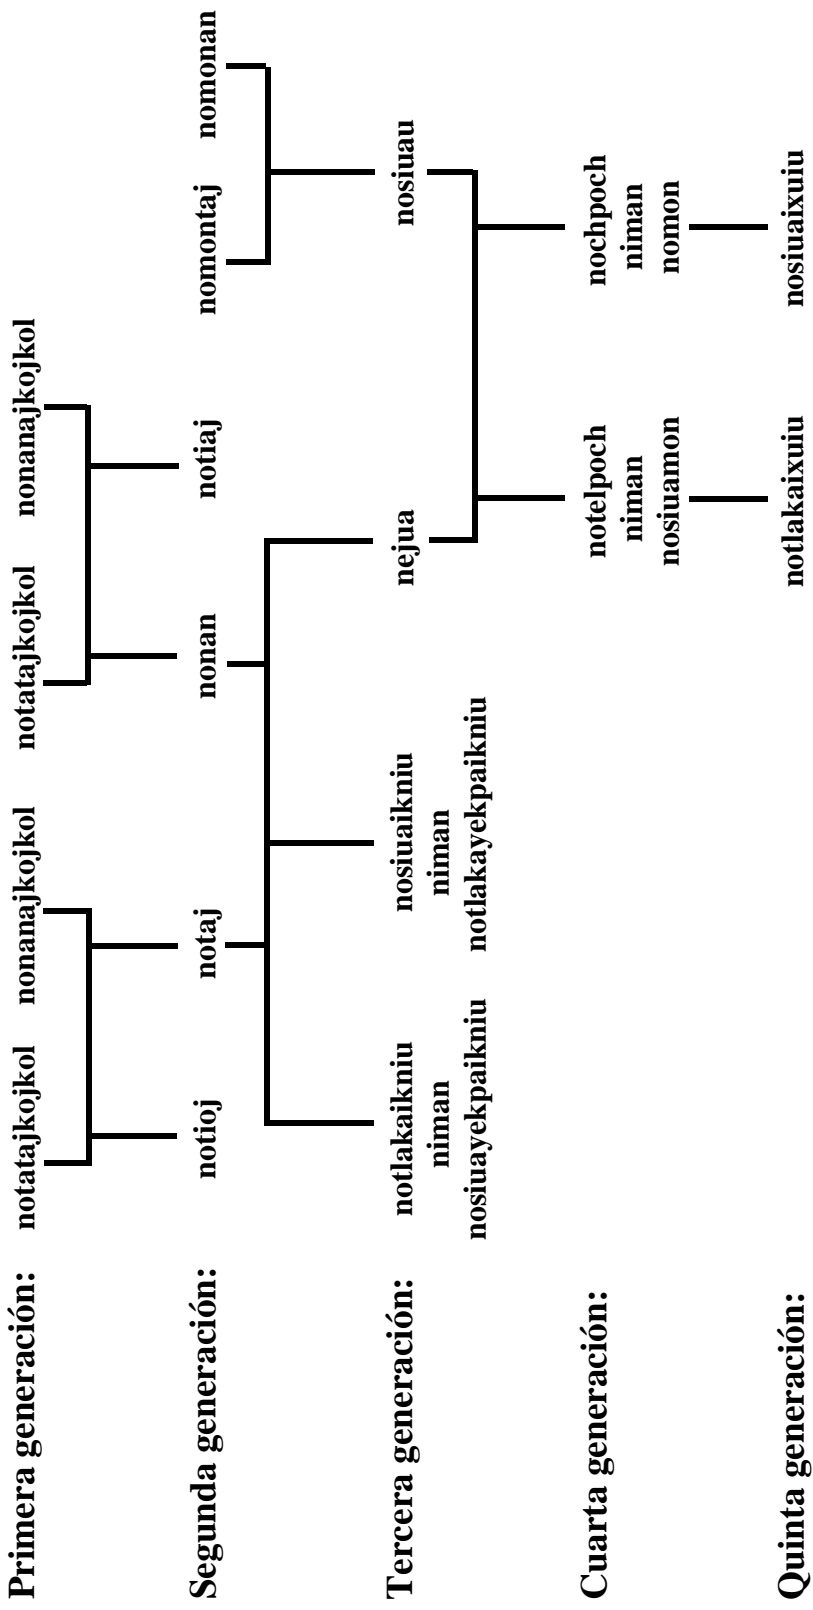 Primera generación: notatajkojkol nonanajkojkol notatajkojkol nonanajkojkol
Segunda generación: notioj notaj nonan notiaj nomontaj nomonan
Tercera generación: notlakaikniu nosiuaikniu nejua nosiuau
niman niman
nosiuayekpaikniu notlakayekpaikniu
Cuarta generación: notelpoch nochpoch
niman niman
nosiuamon nomon
Quinta generación: notlakaixuiu nosiuaixuiu